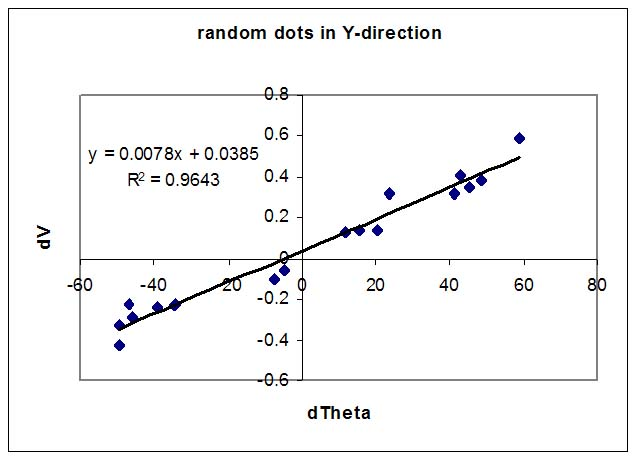 random dots in Y-direction
0.8
0.6
y = 0.0078x + 0.0385
R² = 0.9643
0.4
0.2
dV
0
-60 -40 -20 0 20 40 60 80
-0.2
-0.4
-0.6
dTheta